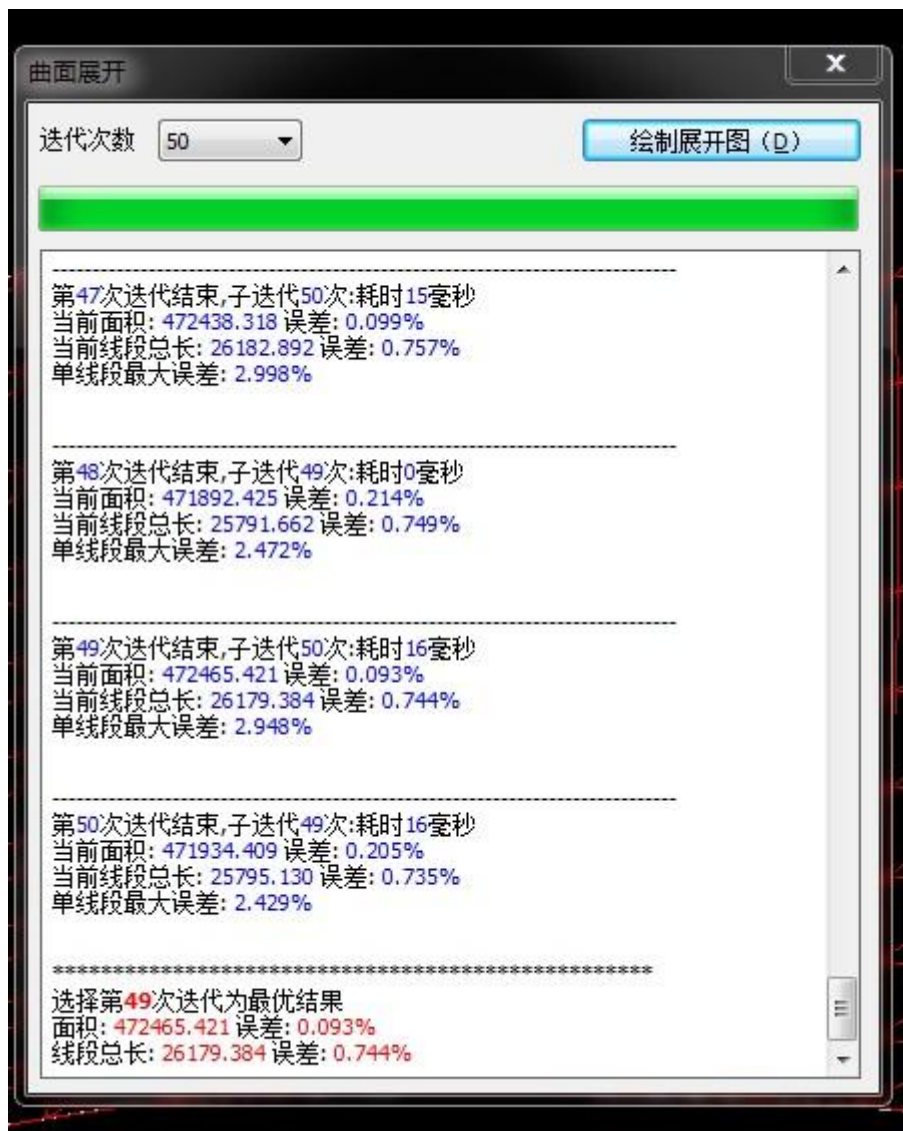 曲面展开
迭代次数 50 绘制展开图（D）
--------------------------------------------------------------------------------
第47次迭代结束,子迭代50次:耗时15毫秒
当前面积: 472438.318 误差: 0.099%
当前线段总长: 26182.892 误差: 0.757%
单线段最大误差: 2.998%
--------------------------------------------------------------------------------
第48次迭代结束,子迭代49次:耗时0毫秒
当前面积: 471892.425 误差: 0.214%
当前线段总长: 25791.662 误差: 0.749%
单线段最大误差: 2.472%
--------------------------------------------------------------------------------
第49次迭代结束,子迭代50次:耗时16毫秒
当前面积: 472465.421 误差: 0.093%
当前线段总长: 26179.384 误差: 0.744%
单线段最大误差: 2.948%
--------------------------------------------------------------------------------
第50次迭代结束,子迭代49次:耗时16毫秒
当前面积: 471934.409 误差: 0.205%
当前线段总长: 25795.130 误差: 0.735%
单线段最大误差: 2.429%
**************************************************
选择第49次迭代为最优结果
面积: 472465.421 误差: 0.093%
线段总长: 26179.384 误差: 0.744%